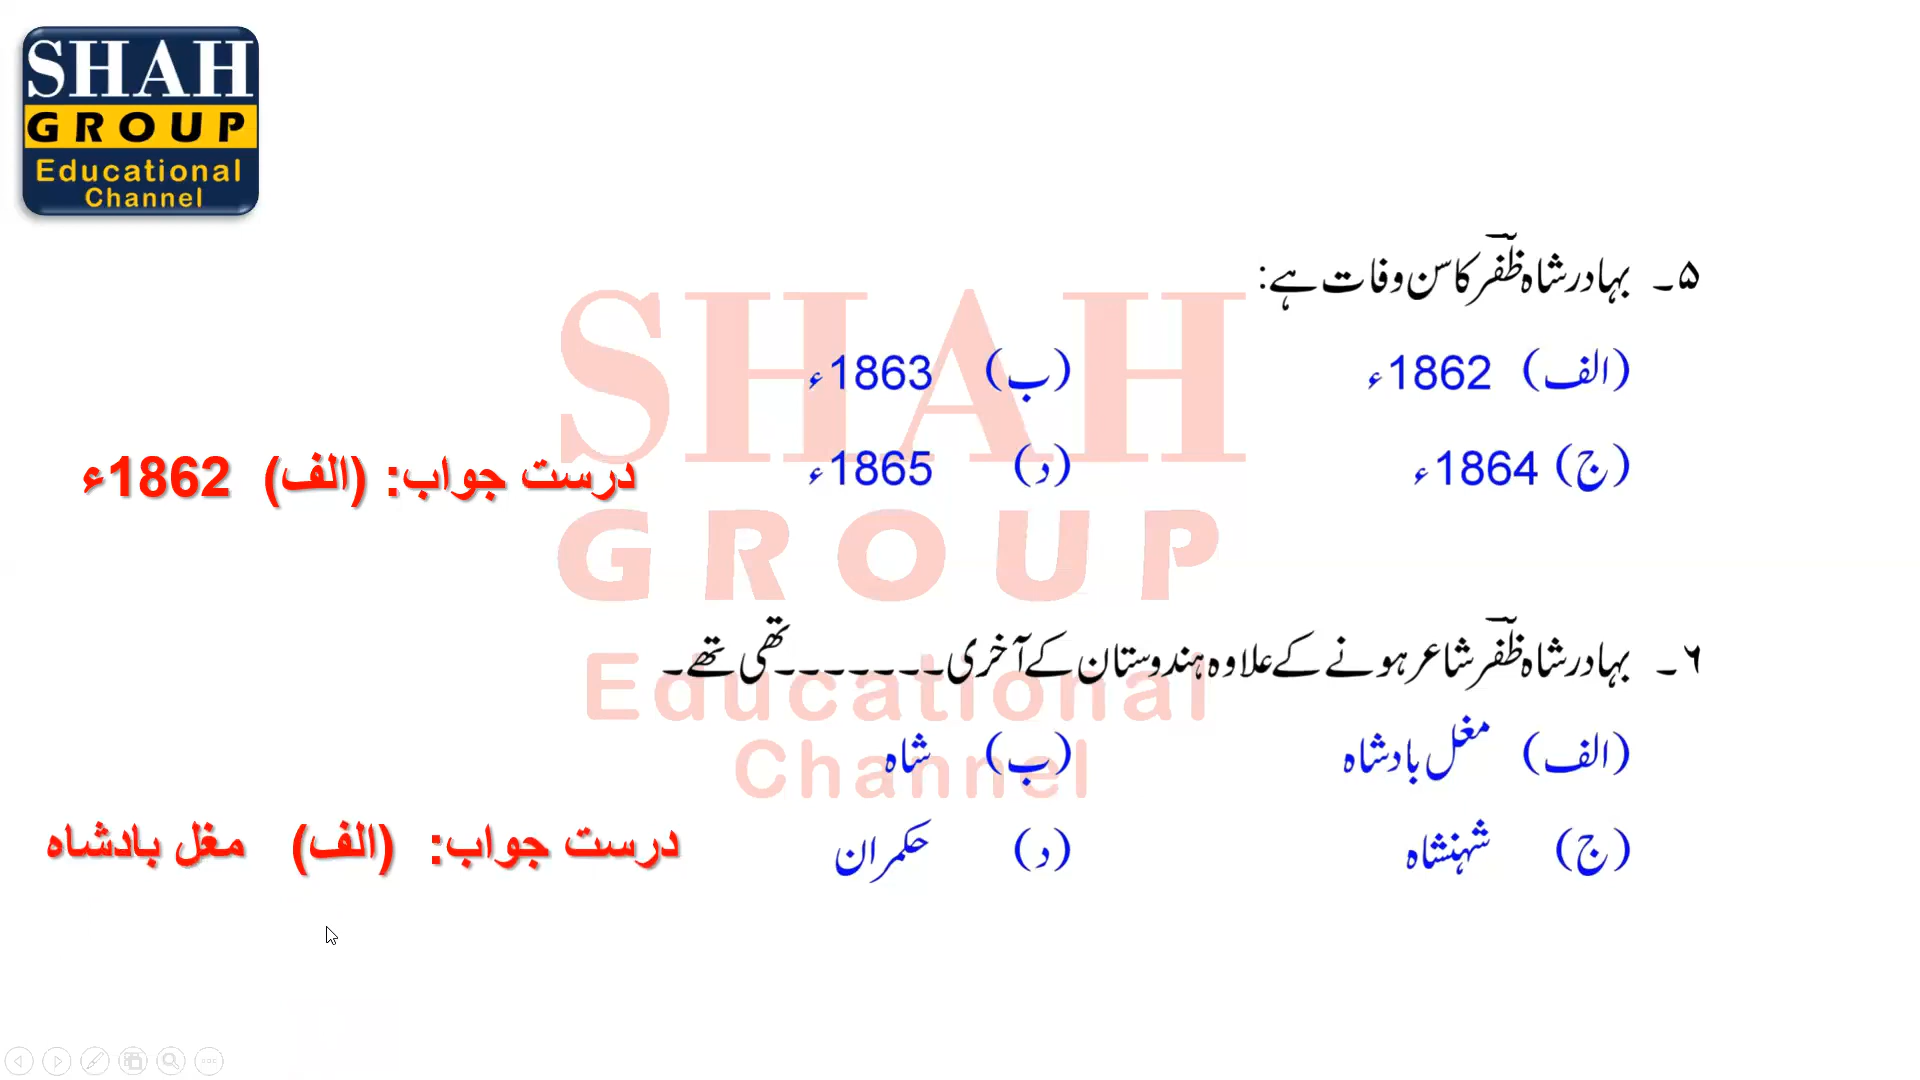 SHAH
GROUP
Educational
Channel
۵۔ بہادر شاہ ظفرؔ کا سن وفات ہے:
(الف) 1862ء (ب) 1863ء
(ج) 1864ء (د) 1865ء
درست جواب: (الف) 1862ء
۶۔ بہادر شاہ ظفرؔ شاعر ہونے کے علاوہ ہندوستان کے آخری ------- تھی تھے۔
(الف) مغل بادشاہ (ب) شاہ
(ج) شہنشاہ (د) حکمران
درست جواب: (الف) مغل بادشاہ
SHAH
GROUP
Educational
Channel